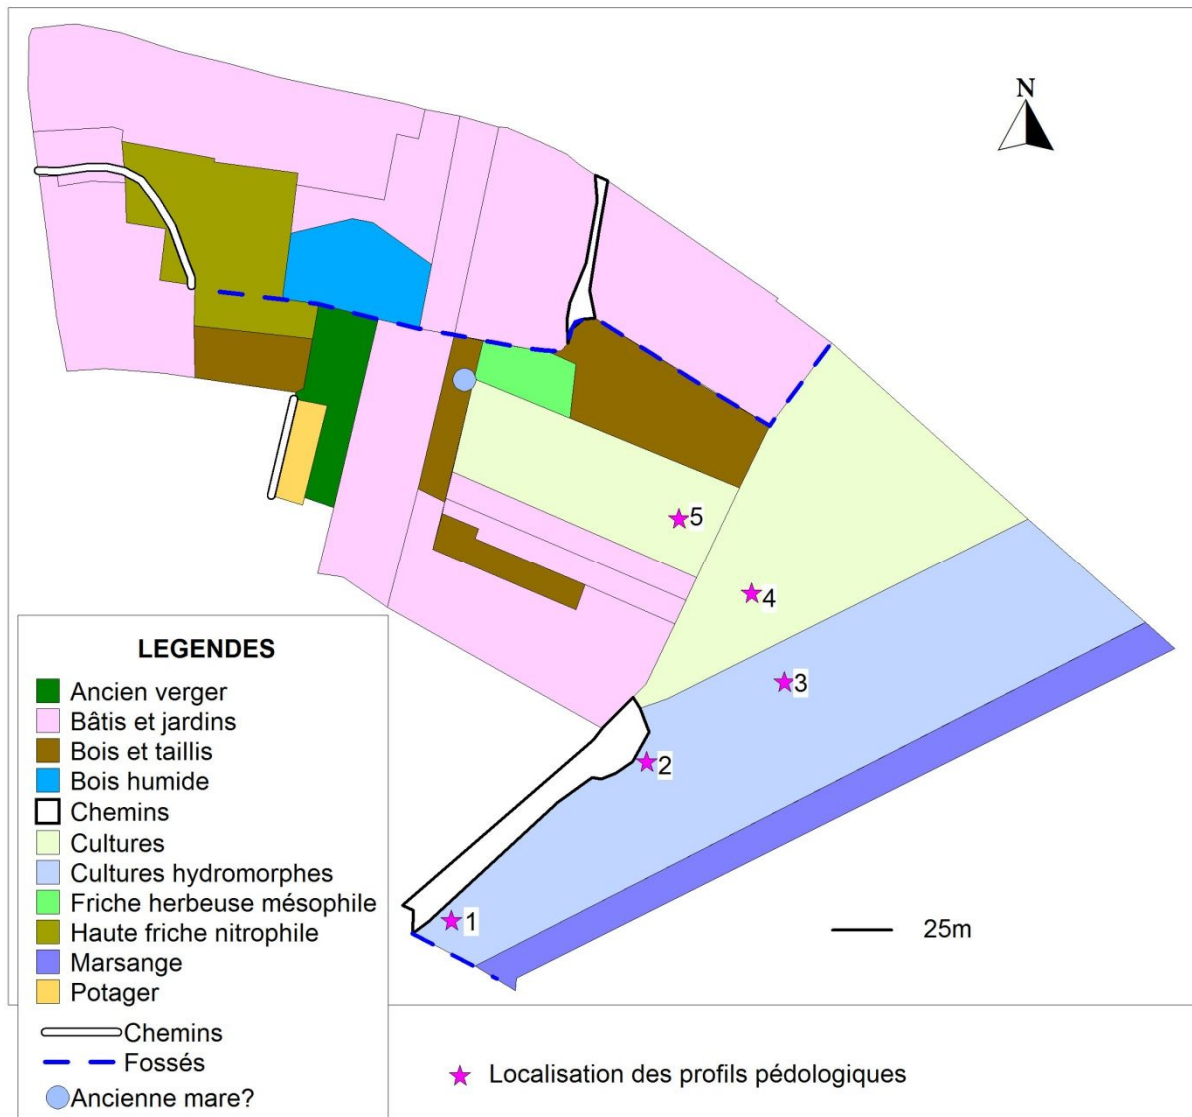 N
5
4
3
2
1
25m
LEGENDES
Ancien verger
Bâtis et jardins
Bois et taillis
Bois humide
Chemins
Cultures
Cultures hydromorphes
Friche herbeuse mésophile
Haute friche nitrophile
Marsange
Potager
Chemins
Fossés
Ancienne mare?
Localisation des profils pédologiques